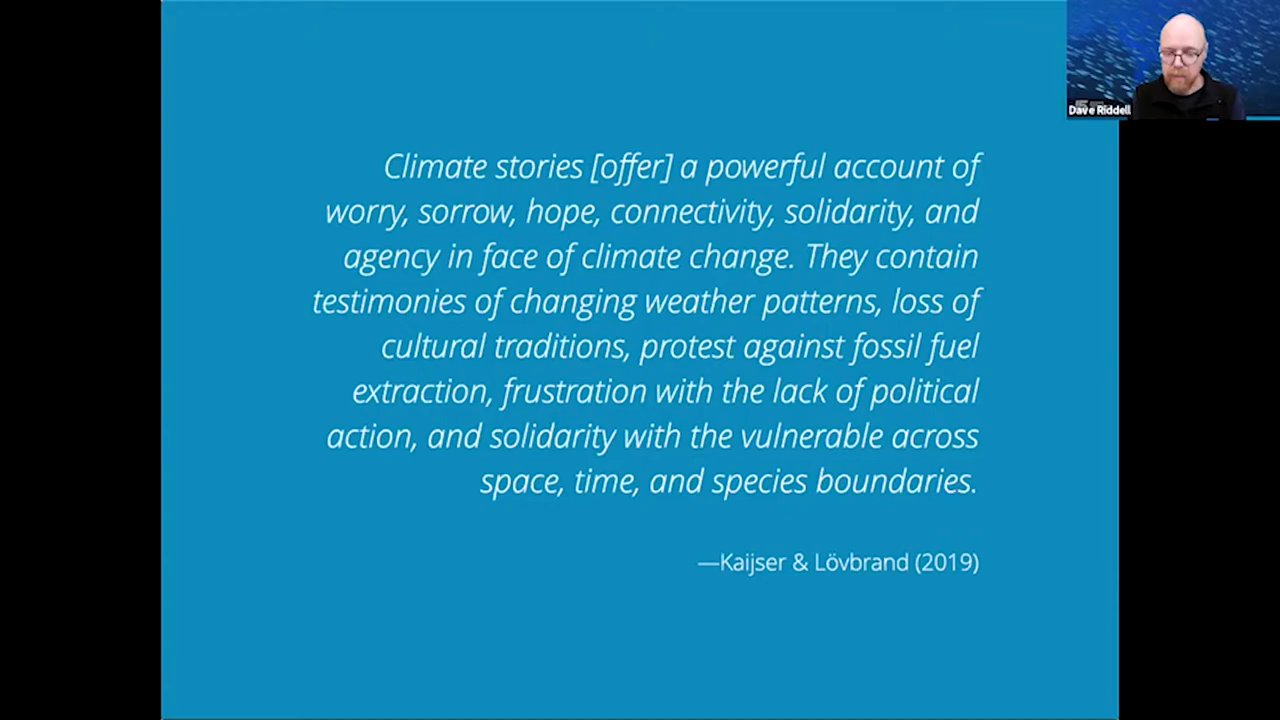 Climate stories [offer] a powerful account of
worry, sorrow, hope, connectivity, solidarity, and
agency in face of climate change. They contain
testimonies of changing weather patterns, loss of
cultural traditions, protest against fossil fuel
extraction, frustration with the lack of political
action, and solidarity with the vulnerable across
space, time, and species boundaries.
—Kaijser & Lövbrand (2019)
Dave Riddell